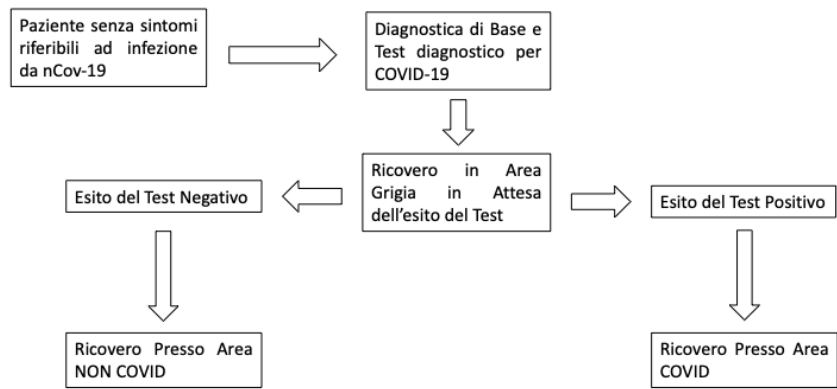 Paziente senza sintomi
riferibili ad infezione
da nCov-19
Diagnostica di Base e
Test diagnostico per
COVID-19
Ricovero in Area
Grigia in Attesa
dell'esito del Test
Esito del Test Negativo
Esito del Test Positivo
Ricovero Presso Area
NON COVID
Ricovero Presso Area
COVID